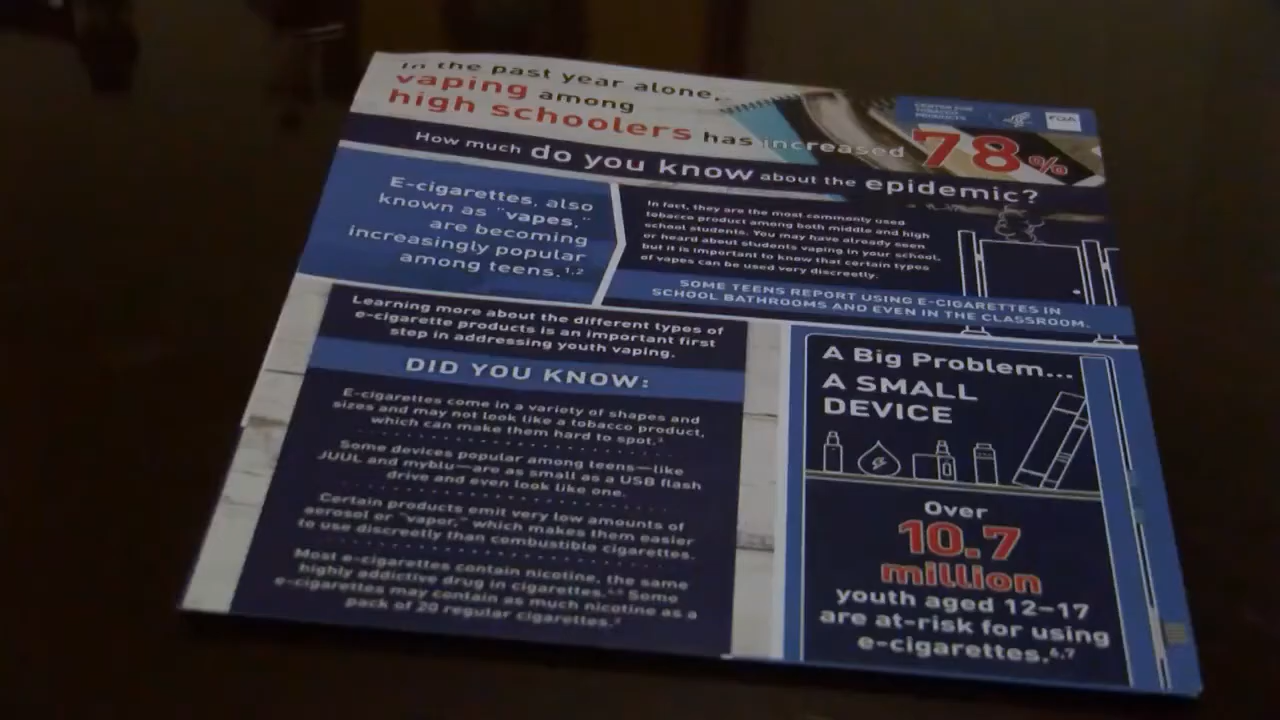 In the past year alone,
vaping among
high schoolers has increased 78%
CENTER FOR
TOBACCO
PRODUCTS
FDA
How much do you know about the epidemic?
E-cigarettes, also
known as "vapes,"
are becoming
increasingly popular
among teens.1,2
In fact, they are the most commonly used
tobacco product among both middle and high
school students. You may have already seen
or heard about students vaping in your school,
but it is important to know that certain types
of vapes can be used very discreetly.
SOME TEENS REPORT USING E-CIGARETTES IN
SCHOOL BATHROOMS AND EVEN IN THE CLASSROOM.
Learning more about the different types of
e-cigarette products is an important first
step in addressing youth vaping.
DID YOU KNOW:
E-cigarettes come in a variety of shapes and
sizes and may not look like a tobacco product,
which can make them hard to spot.3
Some devices popular among teens—like
JUUL and myblu—are as small as a USB flash
drive and even look like one.
Certain products emit very low amounts of
aerosol or "vapor," which makes them easier
to use discreetly than combustible cigarettes.
Most e-cigarettes contain nicotine, the same
highly addictive drug in cigarettes.4,5 Some
e-cigarettes may contain as much nicotine as a
pack of 20 regular cigarettes.
A Big Problem...
A SMALL
DEVICE
Over
10.7
million
youth aged 12–17
are at-risk for using
e-cigarettes.6,7